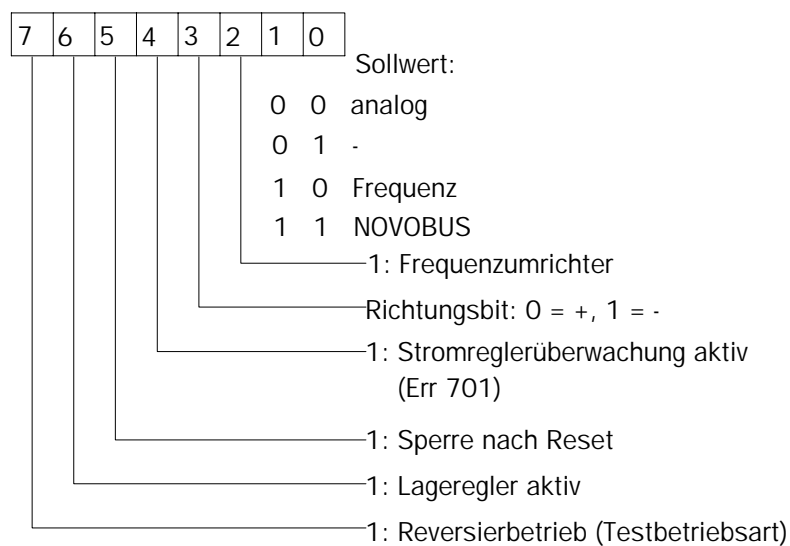 7 6 5 4 3 2 1 0
Sollwert:
0 0 analog
0 1 -
1 0 Frequenz
1 1 NOVOBUS
1: Frequenzumrichter
Richtungsbit: 0 = +, 1 = -
1: Stromreglerüberwachung aktiv
(Err 701)
1: Sperre nach Reset
1: Lageregler aktiv
1: Reversierbetrieb (Testbetriebsart)